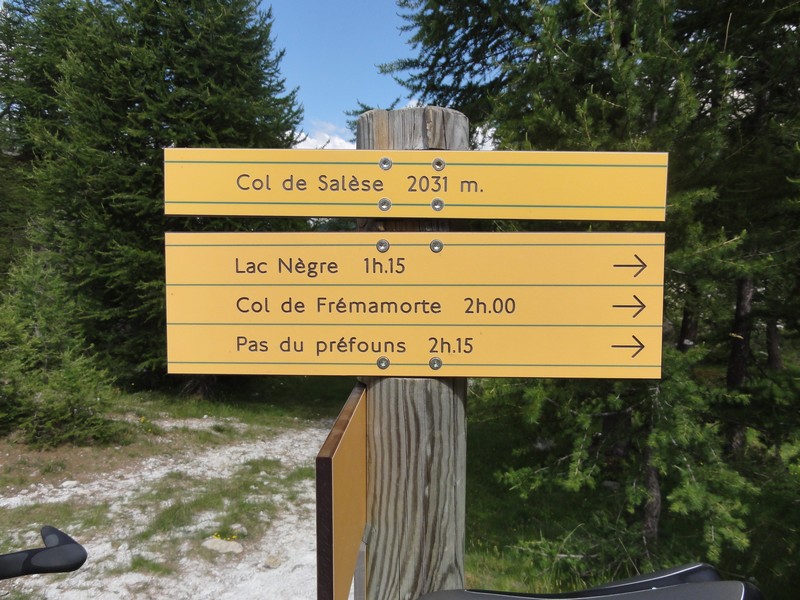 Col de Salèse 2031 m.
Lac Nègre 1h.15 →
Col de Frémamorte 2h.00 →
Pas du préfouns 2h.15 →